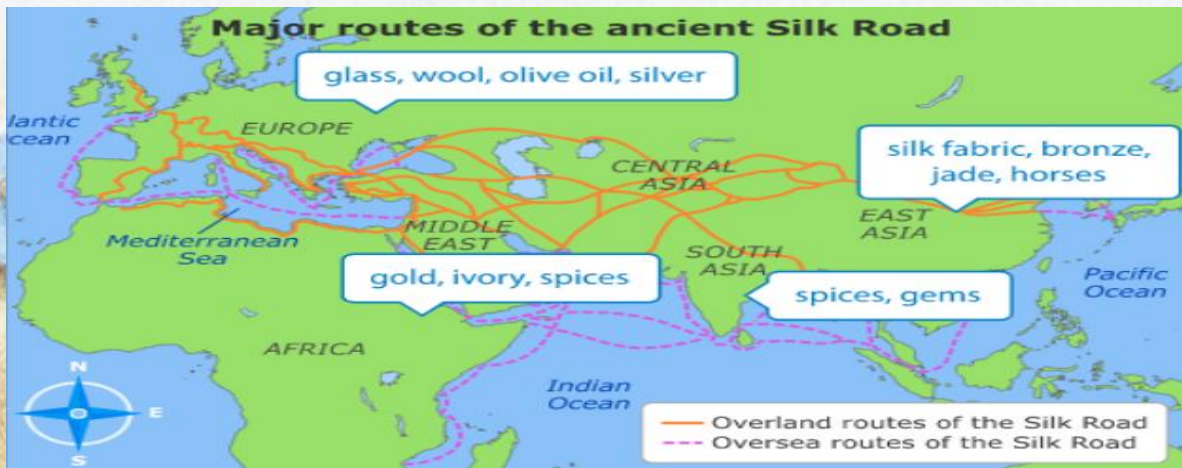 Major routes of the ancient Silk Road
glass, wool, olive oil, silver
lantic
cean
EUROPE
silk fabric, bronze,
jade, horses
CENTRAL
ASIA
EAST
ASIA
MIDDLE
EAST
Mediterranean
Sea
SOUTH
ASIA
gold, ivory, spices
spices, gems
Pacific
Ocean
AFRICA
Indian
Ocean
N
E
S
Overland routes of the Silk Road
Oversea routes of the Silk Road